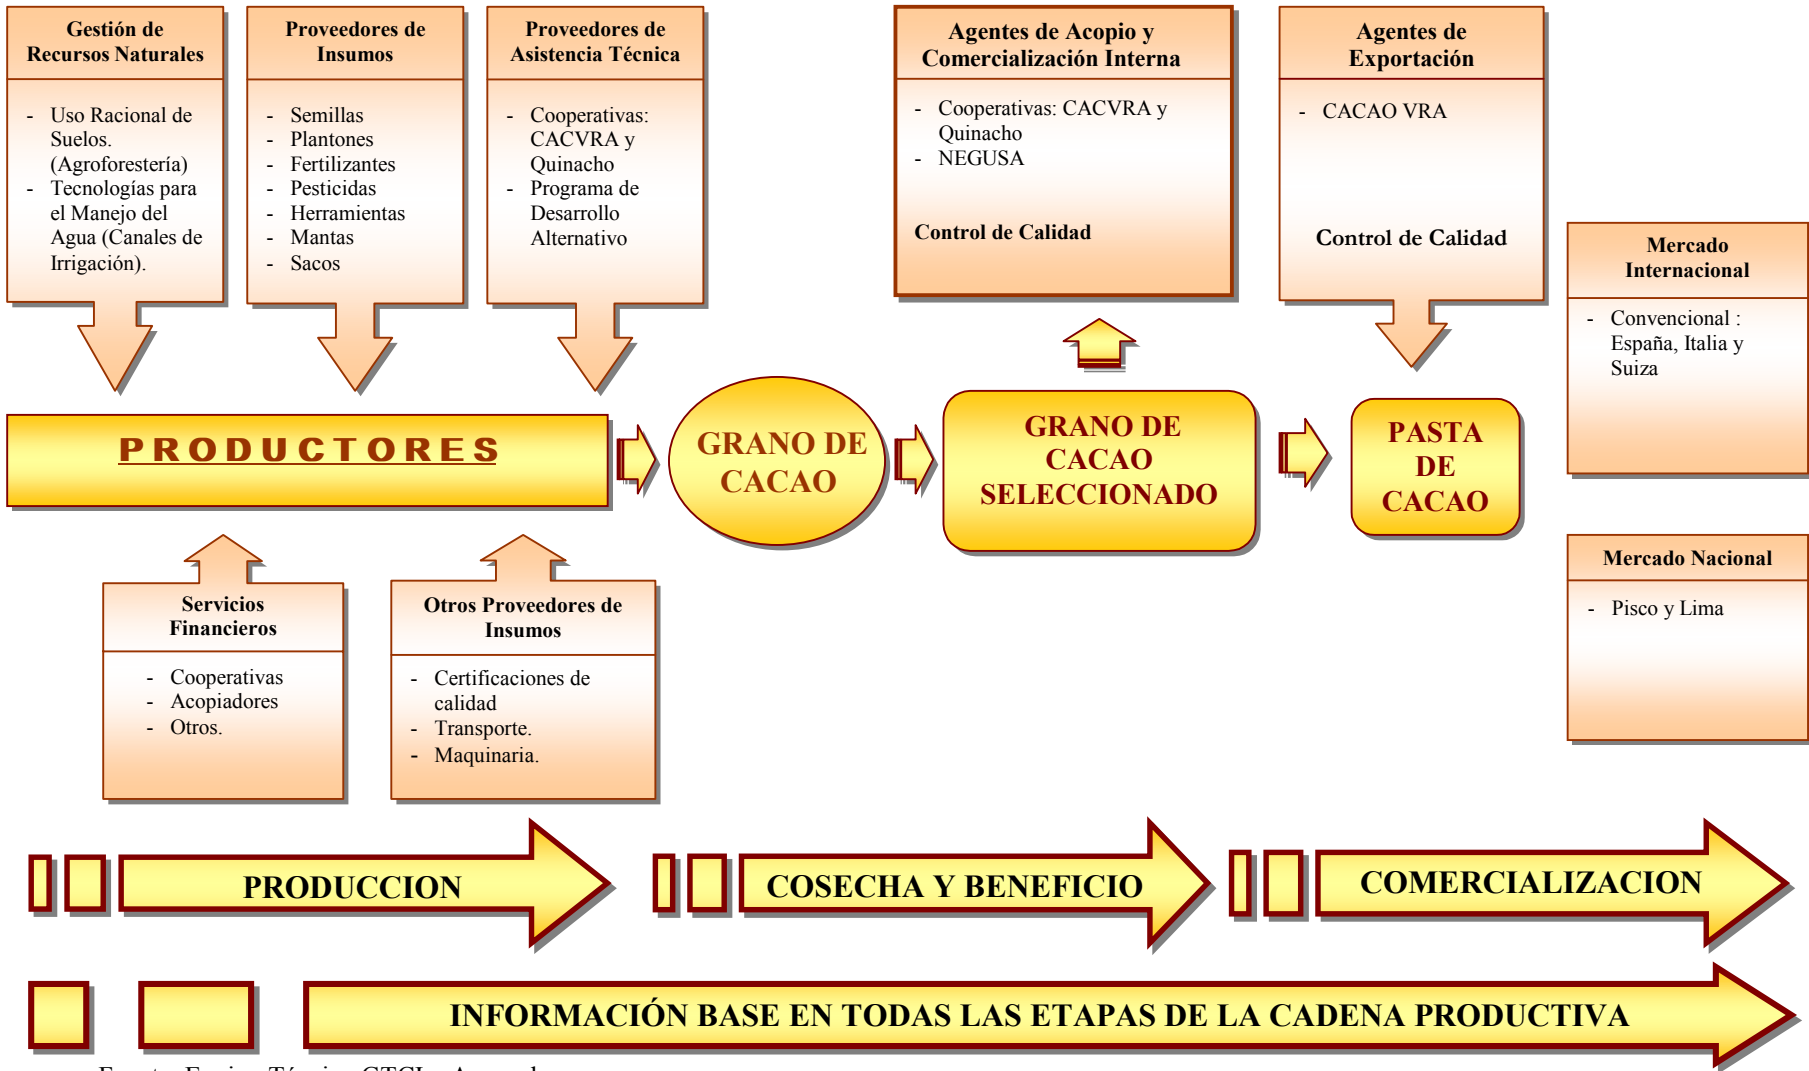 Gestión de
Recursos Naturales
- Uso Racional de
Suelos.
(Agroforestería)
- Tecnologías para
el Manejo del
Agua (Canales de
Irrigación).
Proveedores de
Insumos
- Semillas
- Plantones
- Fertilizantes
- Pesticidas
- Herramientas
- Mantas
- Sacos
Proveedores de
Asistencia Técnica
- Cooperativas:
CACVRA y
Quinacho
- Programa de
Desarrollo
Alternativo
Agentes de Acopio y
Comercialización Interna
- Cooperativas: CACVRA y
Quinacho
- NEGUSA
Control de Calidad
Agentes de
Exportación
- CACAO VRA
Control de Calidad
Mercado
Internacional
- Convencional :
España, Italia y
Suiza
PRODUCTORES
GRANO DE
CACAO
GRANO DE
CACAO
SELECCIONADO
PASTA
DE
CACAO
Mercado Nacional
- Pisco y Lima
Servicios
Financieros
- Cooperativas
- Acopiadores
- Otros.
Otros Proveedores de
Insumos
- Certificaciones de
calidad
- Transporte.
- Maquinaria.
PRODUCCION
COSECHA Y BENEFICIO
COMERCIALIZACION
INFORMACIÓN BASE EN TODAS LAS ETAPAS DE LA CADENA PRODUCTIVA